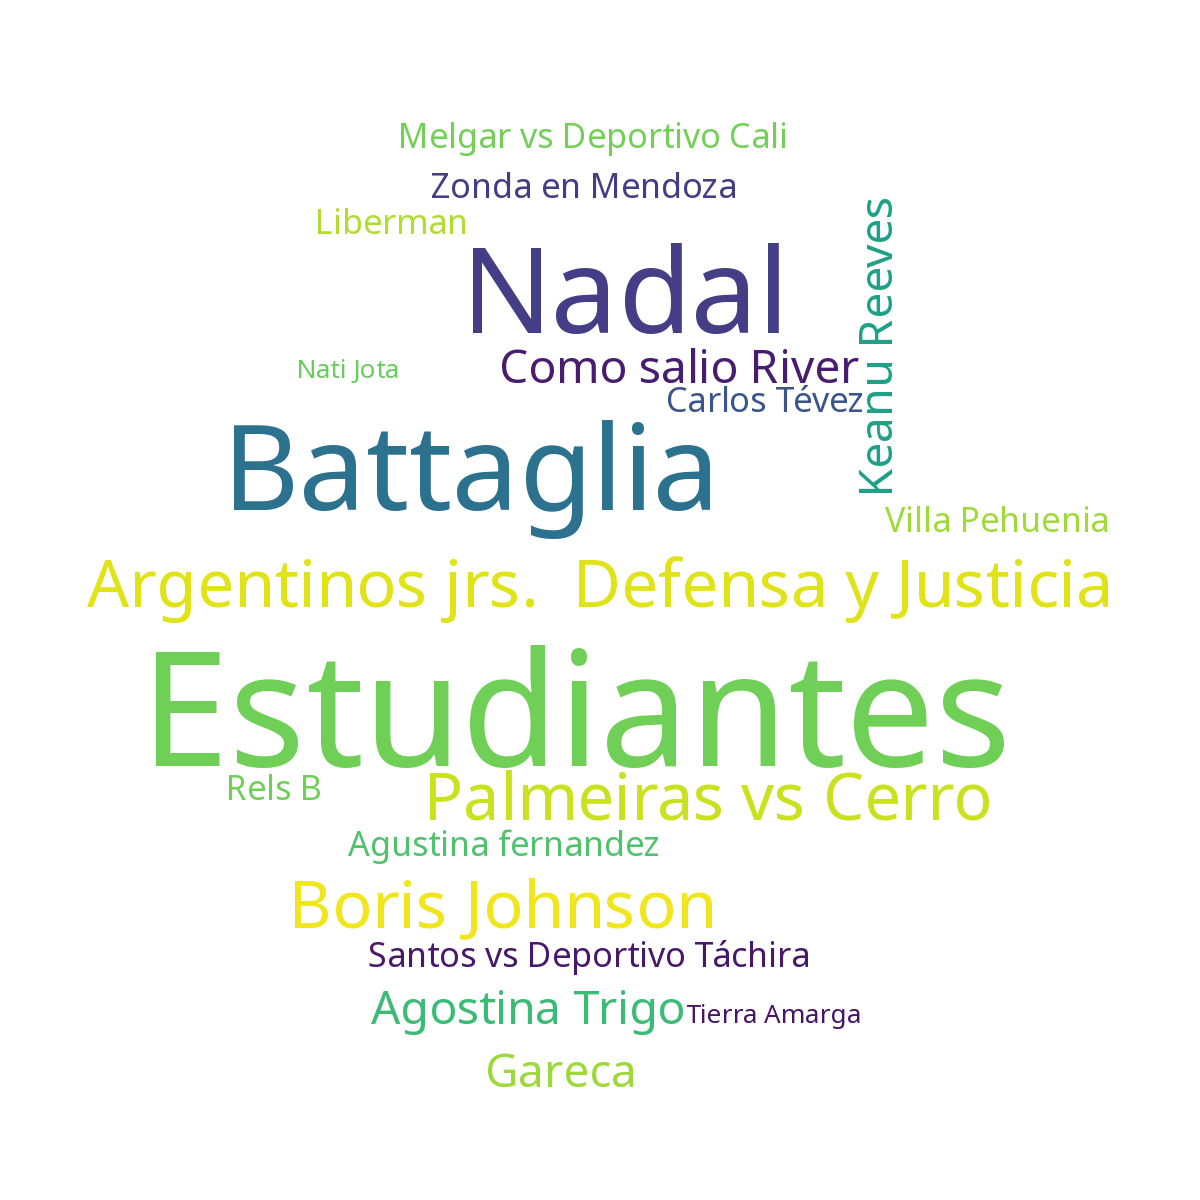 Melgar vs Deportivo Cali
Zonda en Mendoza
Liberman
Nadal
Keanu Reeves
Como salio River
Nati Jota
Carlos Tévez
Battaglia
Villa Pehuenia
Argentinos jrs.  Defensa y Justicia
Estudiantes
Rels B
Palmeiras vs Cerro
Agustina fernandez
Boris Johnson
Santos vs Deportivo Táchira
Agostina Trigo
Tierra Amarga
Gareca